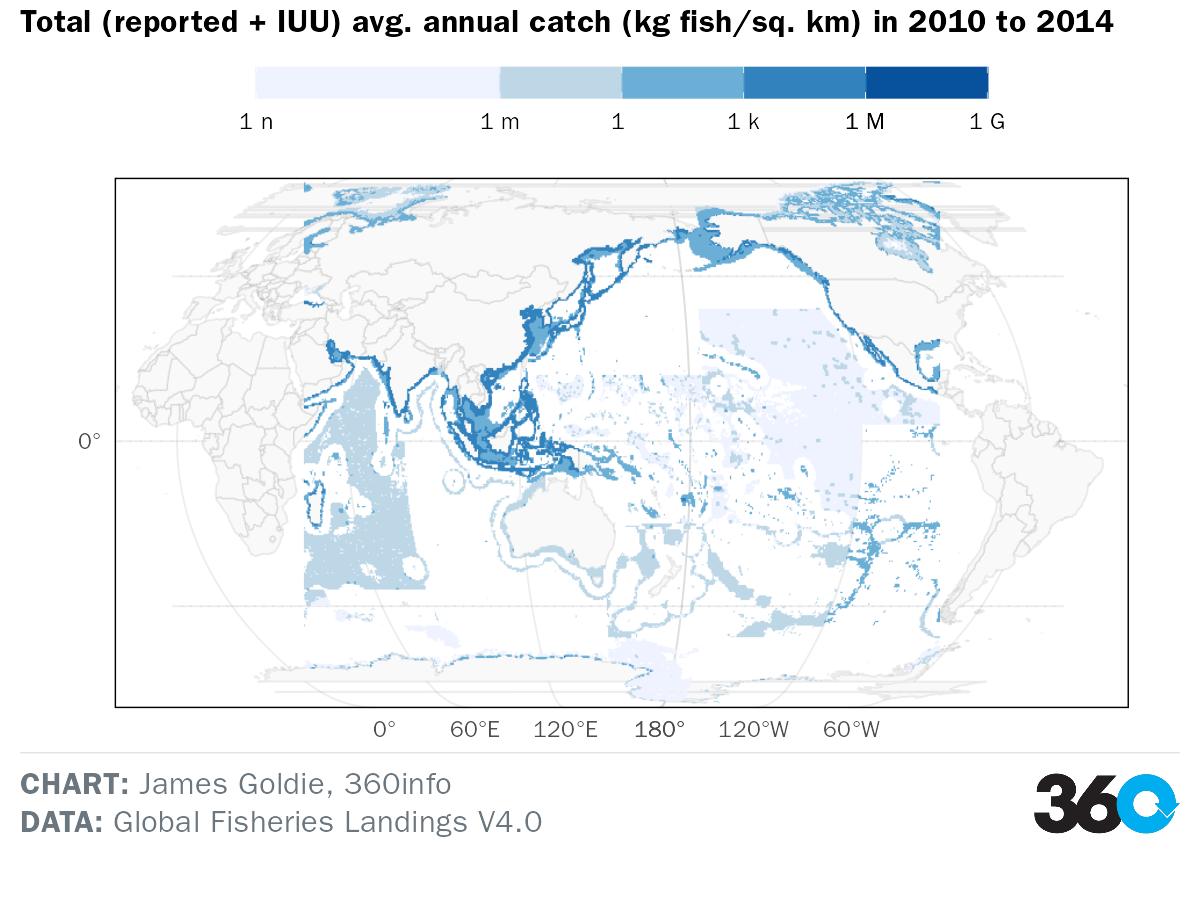 Total (reported + IUU) avg. annual catch (kg fish/sq. km) in 2010 to 2014
1 n 1 m 1 1 k 1 M 1 G
0°
0° 60°E 120°E 180° 120°W 60°W
CHART: James Goldie, 360info
DATA: Global Fisheries Landings V4.0
360